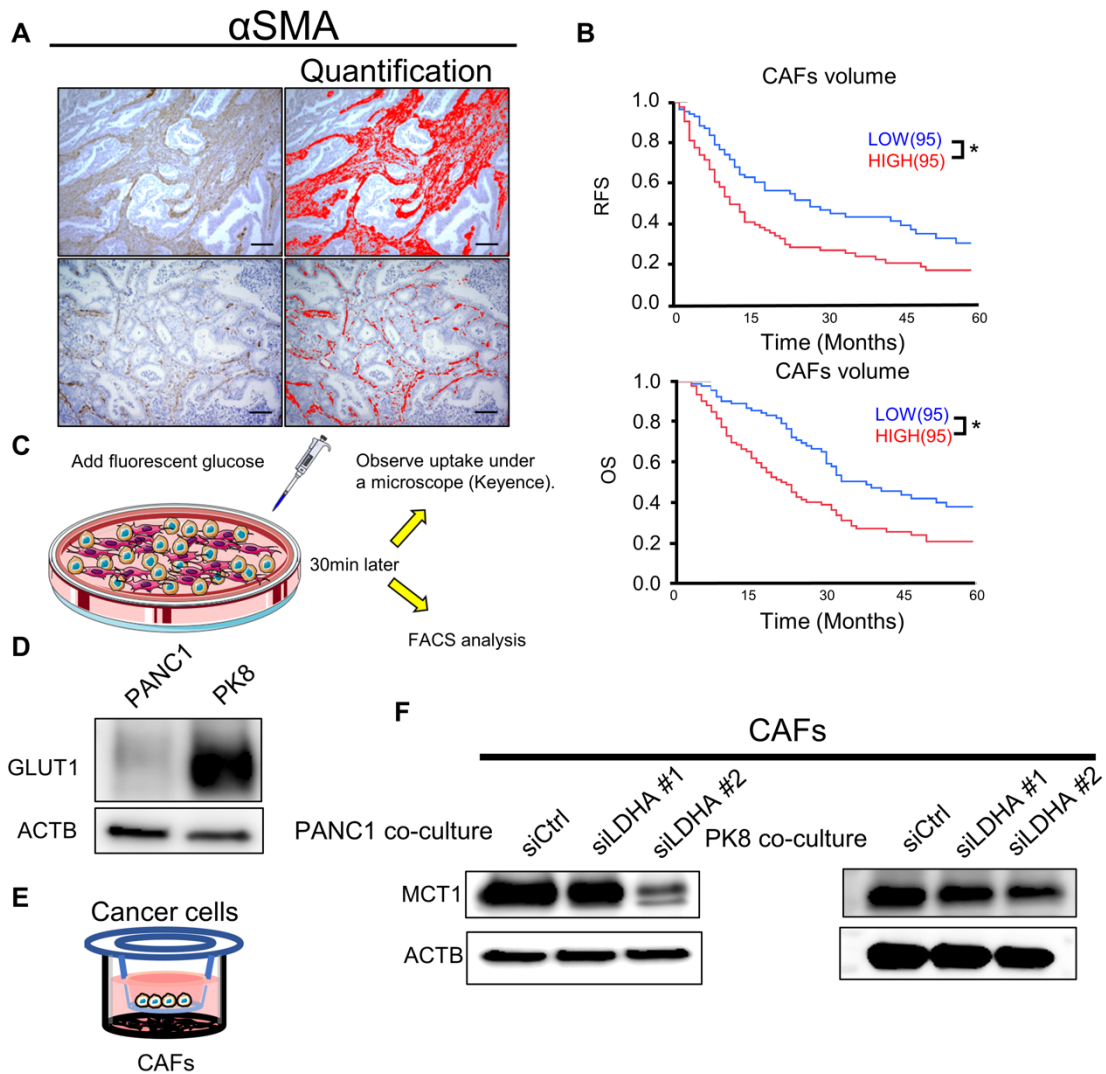 A
αSMA
Quantification
B
CAFs volume
RFS
1.0
0.8
0.6
0.4
0.2
0.0
LOW(95)
HIGH(95)
*
0 15 30 45 60
Time (Months)
CAFs volume
OS
1.0
0.8
0.6
0.4
0.2
0.0
LOW(95)
HIGH(95)
*
0 15 30 45 60
Time (Months)
C
Add fluorescent glucose
Observe uptake under
a microscope (Keyence).
30min later
FACS analysis
D
PANC1 PK8
GLUT1
ACTB
E
Cancer cells
CAFs
F
CAFs
PANC1 co-culture
siCtrl siLDHA #1 siLDHA #2
PK8 co-culture
siCtrl siLDHA #1 siLDHA #2
MCT1
ACTB